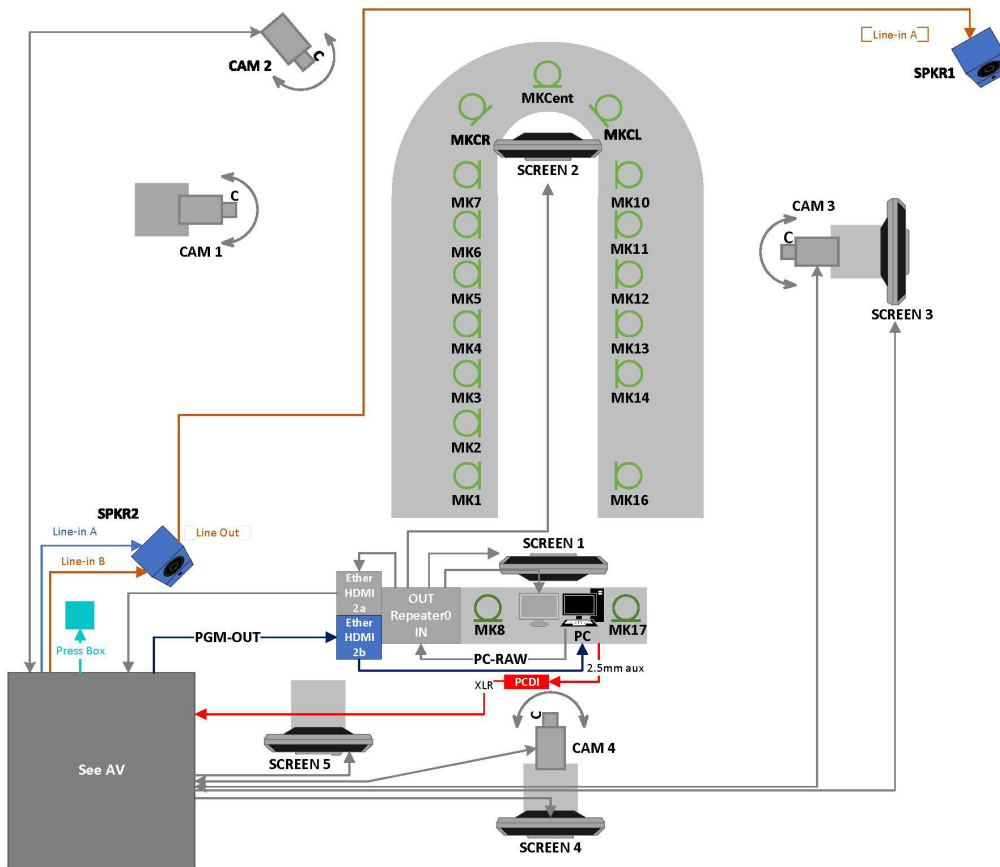 Line-in A
SPKR1
CAM 2
C
MKCent
MKCR
MKCL
SCREEN 2
MK7
MK10
C
CAM 1
CAM 3
C
MK6
MK11
MK5
MK12
SCREEN 3
MK4
MK13
MK3
MK14
MK2
MK1
MK16
SPKR2
Line-in A
Line Out
Line-in B
SCREEN 1
Ether
HDMI
2a
OUT
Repeater0
IN
Ether
HDMI
2b
MK8
PC
MK17
PGM-OUT
Press Box
PC-RAW
2.5mm aux
XLR
PCDI
C
CAM 4
SCREEN 5
See AV
SCREEN 4